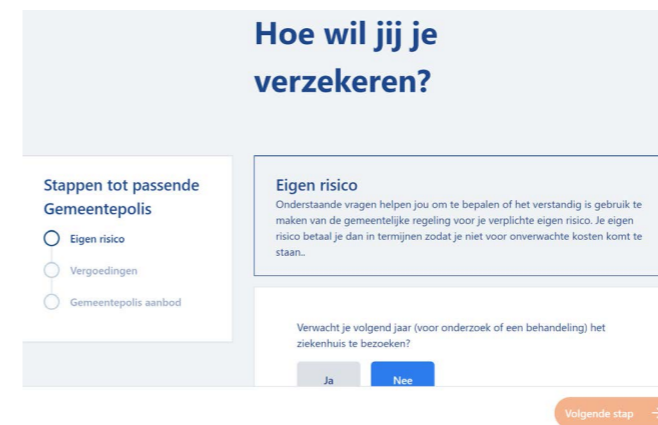 Hoe wil jij je
verzekeren?
Stappen tot passende
Gemeentepolis
Eigen risico
Vergoedingen
Gemeentepolis aanbod
Eigen risico
Onderstaande vragen helpen jou om te bepalen of het verstandig is gebruik te
maken van de gemeentelijke regeling voor je verplichte eigen risico. Je eigen
risico betaal je dan in termijnen zodat je niet voor onverwachte kosten komt te
staan..
Verwacht je volgend jaar (voor onderzoek of een behandeling) het
ziekenhuis te bezoeken?
Ja
Nee
Volgende stap